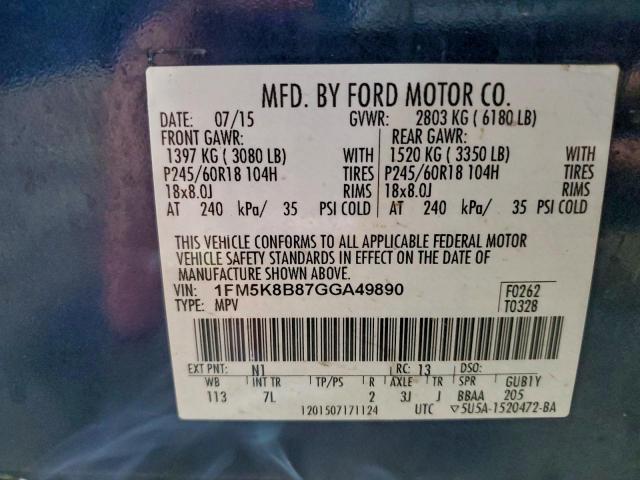 MFD. BY FORD MOTOR CO.
DATE: 07/15 GVWR: 2803 KG ( 6180 LB)
FRONT GAWR: REAR GAWR:
1397 KG ( 3080 LB) WITH 1520 KG ( 3350 LB) WITH
P245/60R18 104H TIRES P245/60R18 104H TIRES
18x8.0J RIMS 18x8.0J RIMS
AT 240 kPa/ 35 PSI COLD AT 240 kPa/ 35 PSI COLD
THIS VEHICLE CONFORMS TO ALL APPLICABLE FEDERAL MOTOR
VEHICLE SAFETY STANDARDS IN EFFECT ON THE DATE OF
MANUFACTURE SHOWN ABOVE.
VIN: 1FM5K8B87GGA49890 F0262
TYPE: MPV T0328
EXT PNT: N1 RC: 13 DSO:
WB INT TR TP/PS R AXLE TR SPR GUB1Y
113 7L 2 3J J BBAA 205
1201507171124 UTC ▽5U5A-1520472-BA